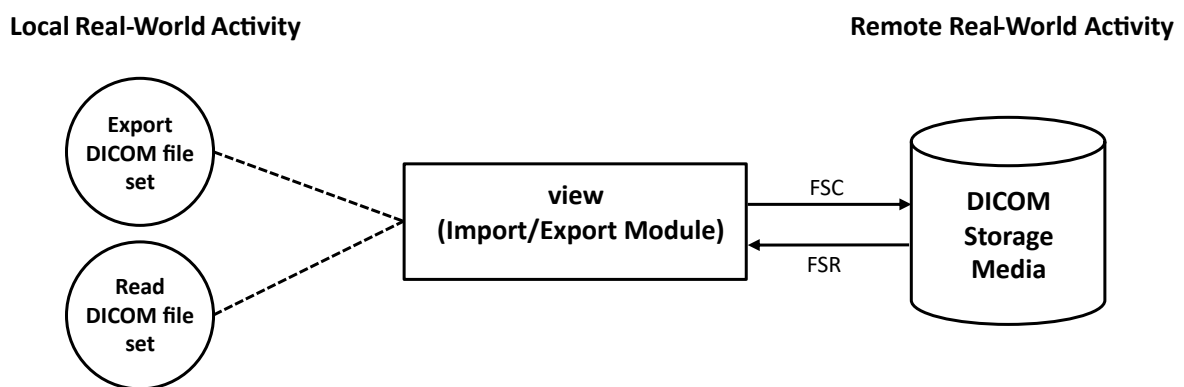 Local Real-World Activity
Remote Real-World Activity
Export
DICOM file
set
view
(Import/Export Module)
FSC
FSR
DICOM
Storage
Media
Read
DICOM file
set